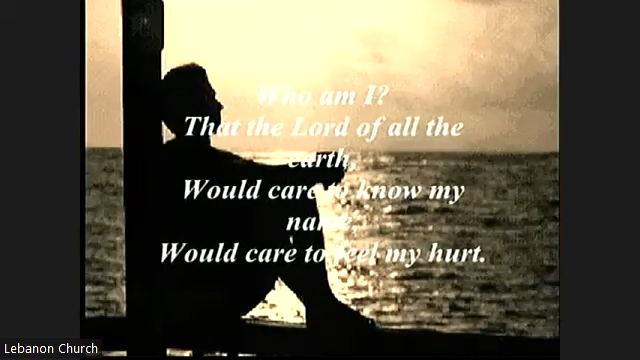 Who am I?
That the Lord of all the
earth,
Would care to know my
name,
Would care to feel my hurt.
Lebanon Church